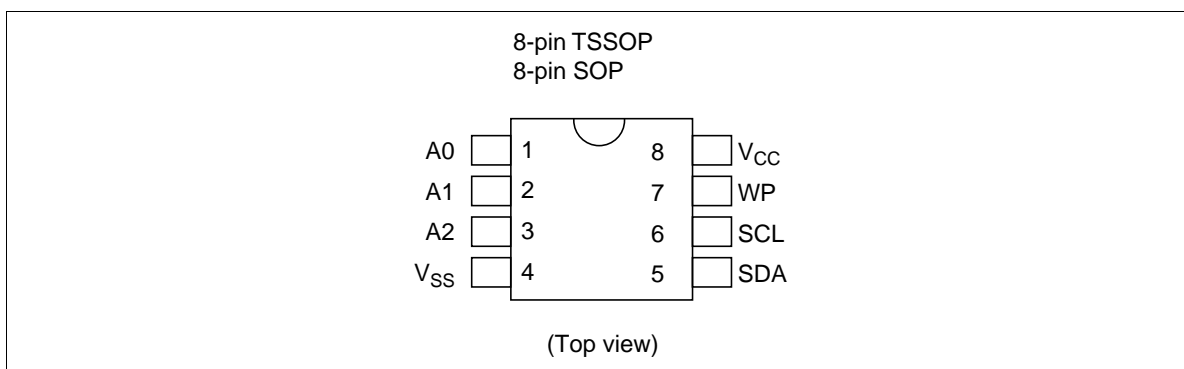 8-pin TSSOP
8-pin SOP
A0 1 8 VCC
A1 2 7 WP
A2 3 6 SCL
VSS 4 5 SDA
(Top view)